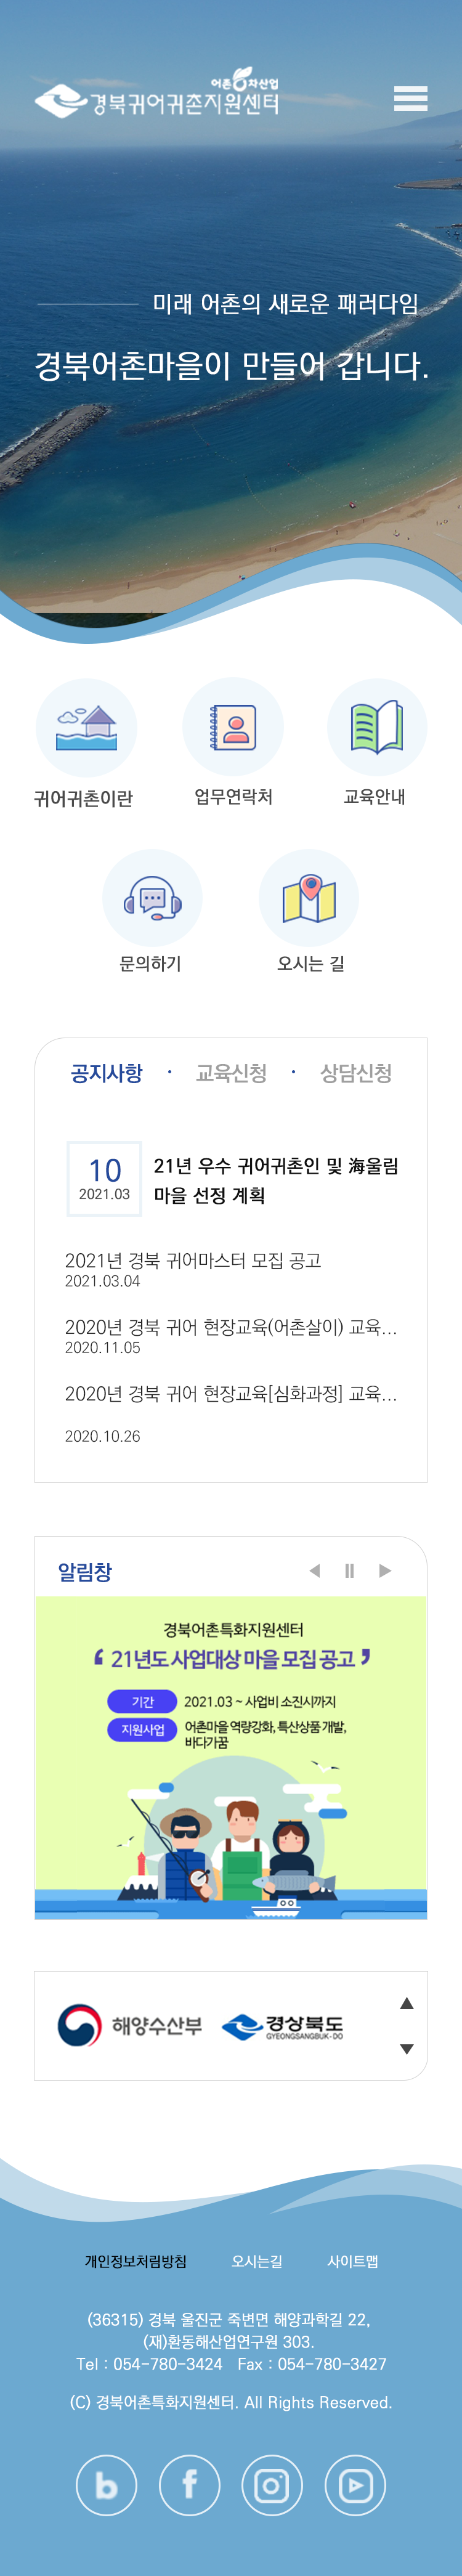 어촌6차산업
경북귀어귀촌지원센터
미래 어촌의 새로운 패러다임
경북어촌마을이 만들어 갑니다.
귀어귀촌이란
업무연락처
교육안내
문의하기
오시는 길
공지사항 · 교육신청 · 상담신청
10
2021.03
21년 우수 귀어귀촌인 및 海울림
마을 선정 계획
2021년 경북 귀어마스터 모집 공고
2021.03.04
2020년 경북 귀어 현장교육(어촌살이) 교육...
2020.11.05
2020년 경북 귀어 현장교육[심화과정] 교육...
2020.10.26
알림창
경북어촌특화지원센터
‘ 21년도 사업대상 마을 모집 공고 ’
기간 2021.03 ~ 사업비 소진시까지
지원사업 어촌마을 역량강화, 특산상품 개발,
바다가꿈
해양수산부
경상북도
GYEONGSANGBUK-DO
개인정보처림방침 오시는길 사이트맵
(36315) 경북 울진군 죽변면 해양과학길 22,
(재)환동해산업연구원 303.
Tel : 054-780-3424 Fax : 054-780-3427
(C) 경북어촌특화지원센터. All Rights Reserved.